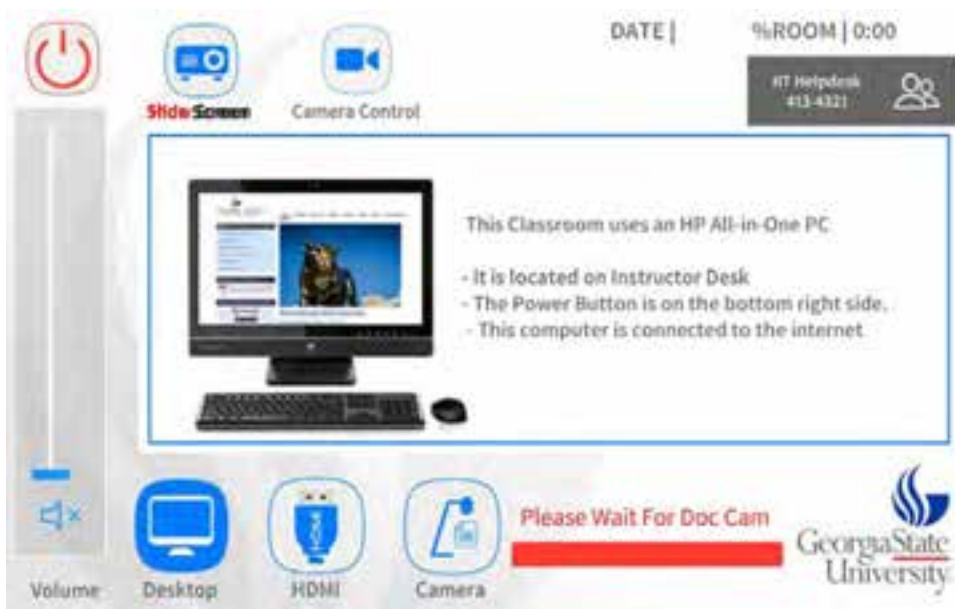 DATE |
%ROOM | 0:00
IIT Helpdesk
413-4321
Camera Control
This Classroom uses an HP All-in-One PC
- It is located on Instructor Desk
- The Power Button is on the bottom right side.
- This computer is connected to the internet
Please Wait For Doc Cam
Volume
Desktop
HDMI
Camera
GeorgiaState
University